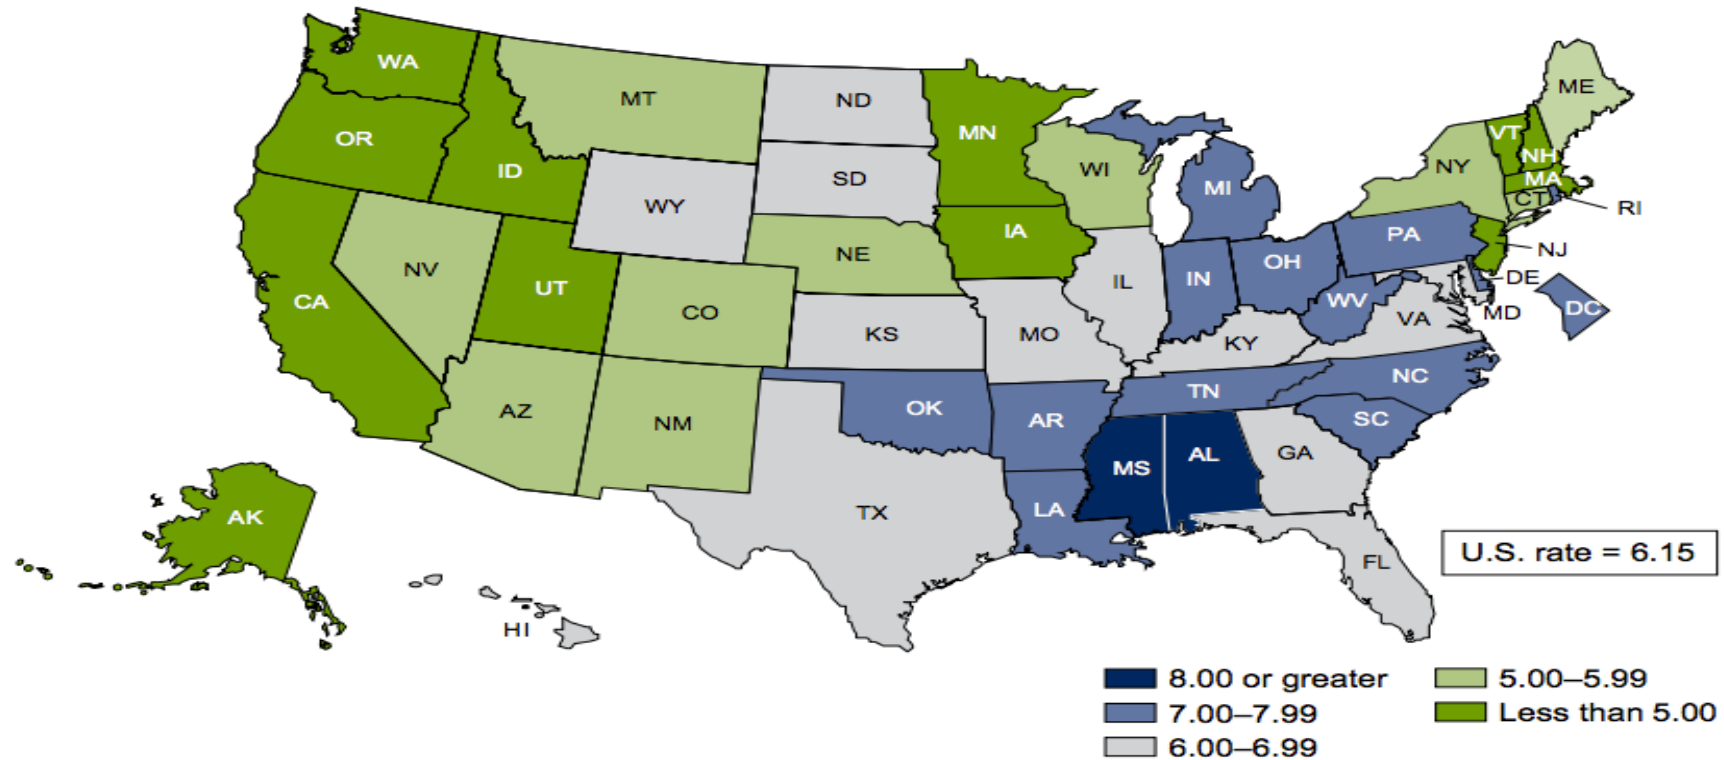 WA
MT
ND
MN
ME
OR
ID
SD
WI
MI
NY
VT
NH
MA
CT
RI
WY
IA
PA
NJ
NV
UT
NE
IL
IN
OH
DE
CA
CO
KS
MO
WV
VA
MD
DC
KY
AZ
NM
OK
AR
TN
NC
SC
MS
AL
GA
AK
TX
LA
FL
HI
U.S. rate = 6.15
8.00 or greater
7.00–7.99
6.00–6.99
5.00–5.99
Less than 5.00